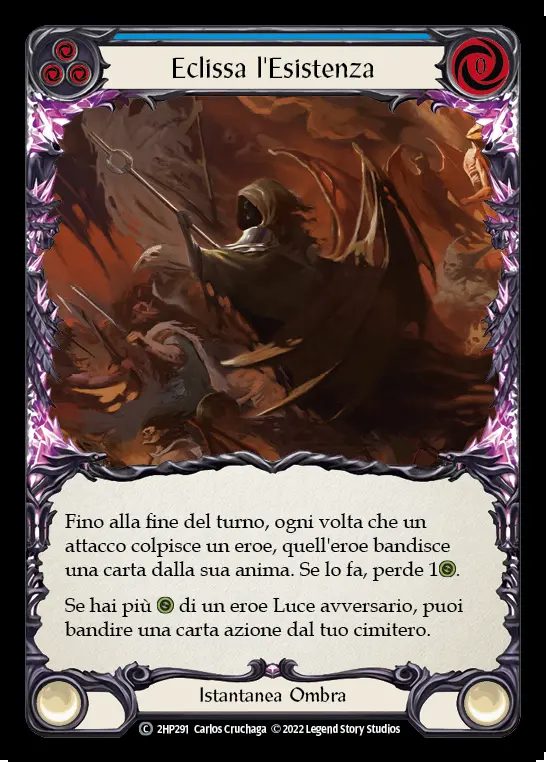 Eclissa l'Esistenza
0
Fino alla fine del turno, ogni volta che un
attacco colpisce un eroe, quell'eroe bandisce
una carta dalla sua anima. Se lo fa, perde 1.
Se hai più di un eroe Luce avversario, puoi
bandire una carta azione dal tuo cimitero.
Istantanea Ombra
C 2HP291 Carlos Cruchaga © 2022 Legend Story Studios